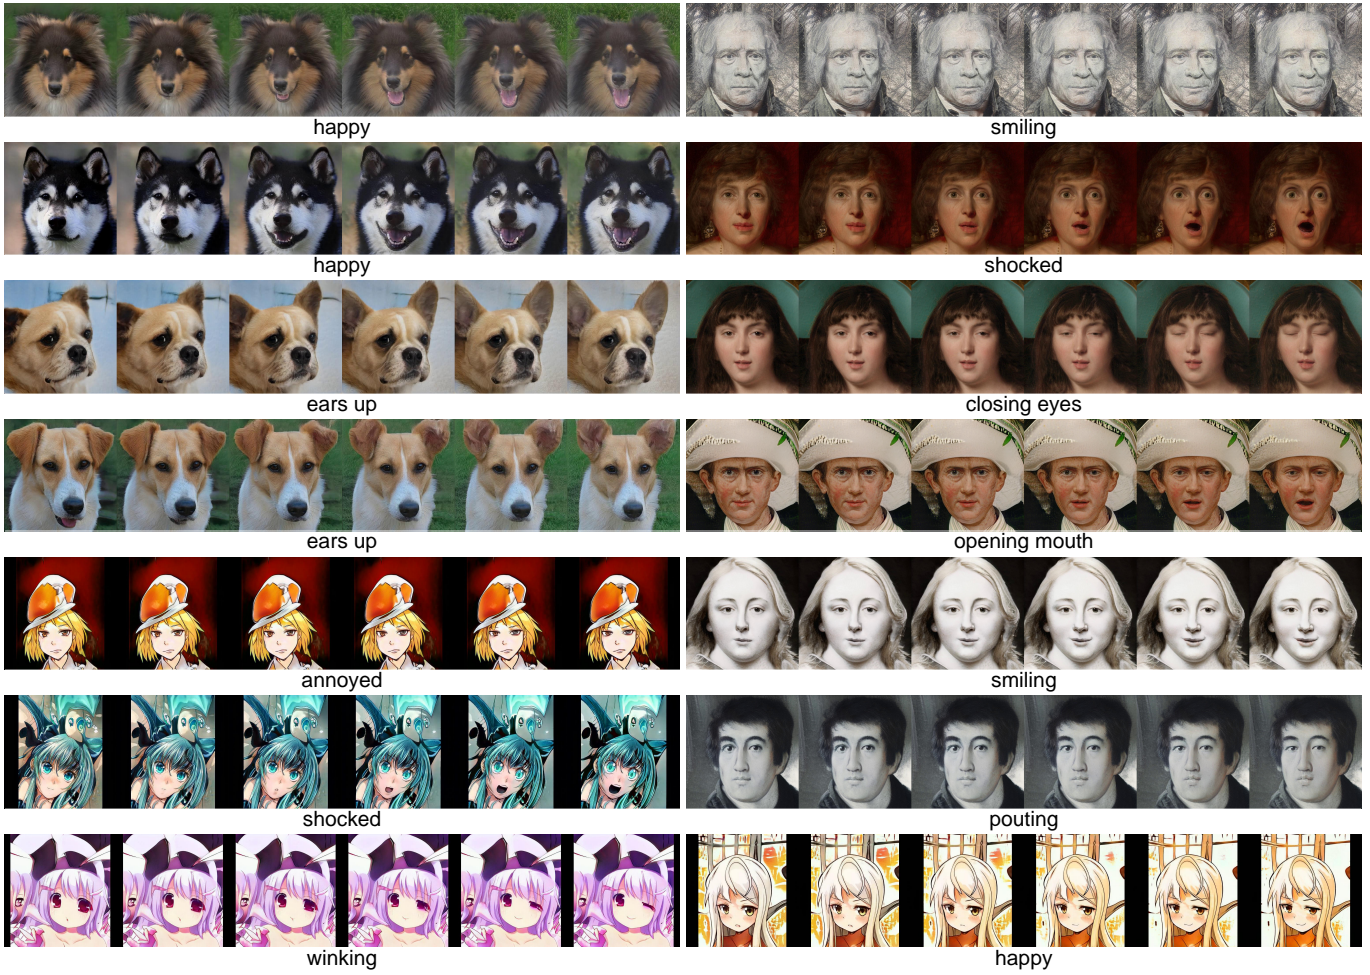 happy
smiling
happy
shocked
ears up
closing eyes
ears up
opening mouth
annoyed
smiling
shocked
pouting
winking
happy